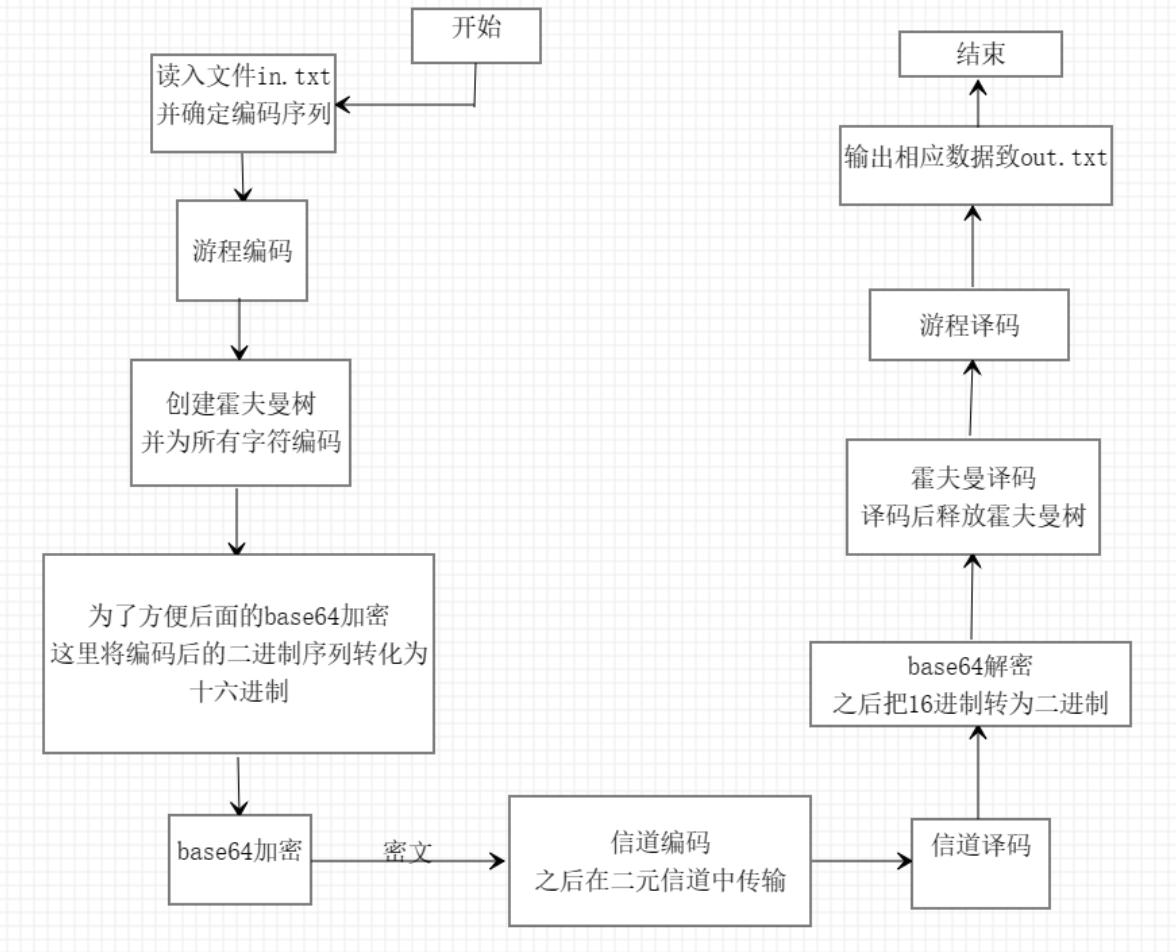 开始
读入文件in.txt
并确定编码序列
游程编码
创建霍夫曼树
并为所有字符编码
为了方便后面的base64加密
这里将编码后的二进制序列转化为
十六进制
base64加密
密文
信道编码
之后在二元信道中传输
信道译码
base64解密
之后把16进制转为二进制
霍夫曼译码
译码后释放霍夫曼树
游程译码
输出相应数据致out.txt
结束